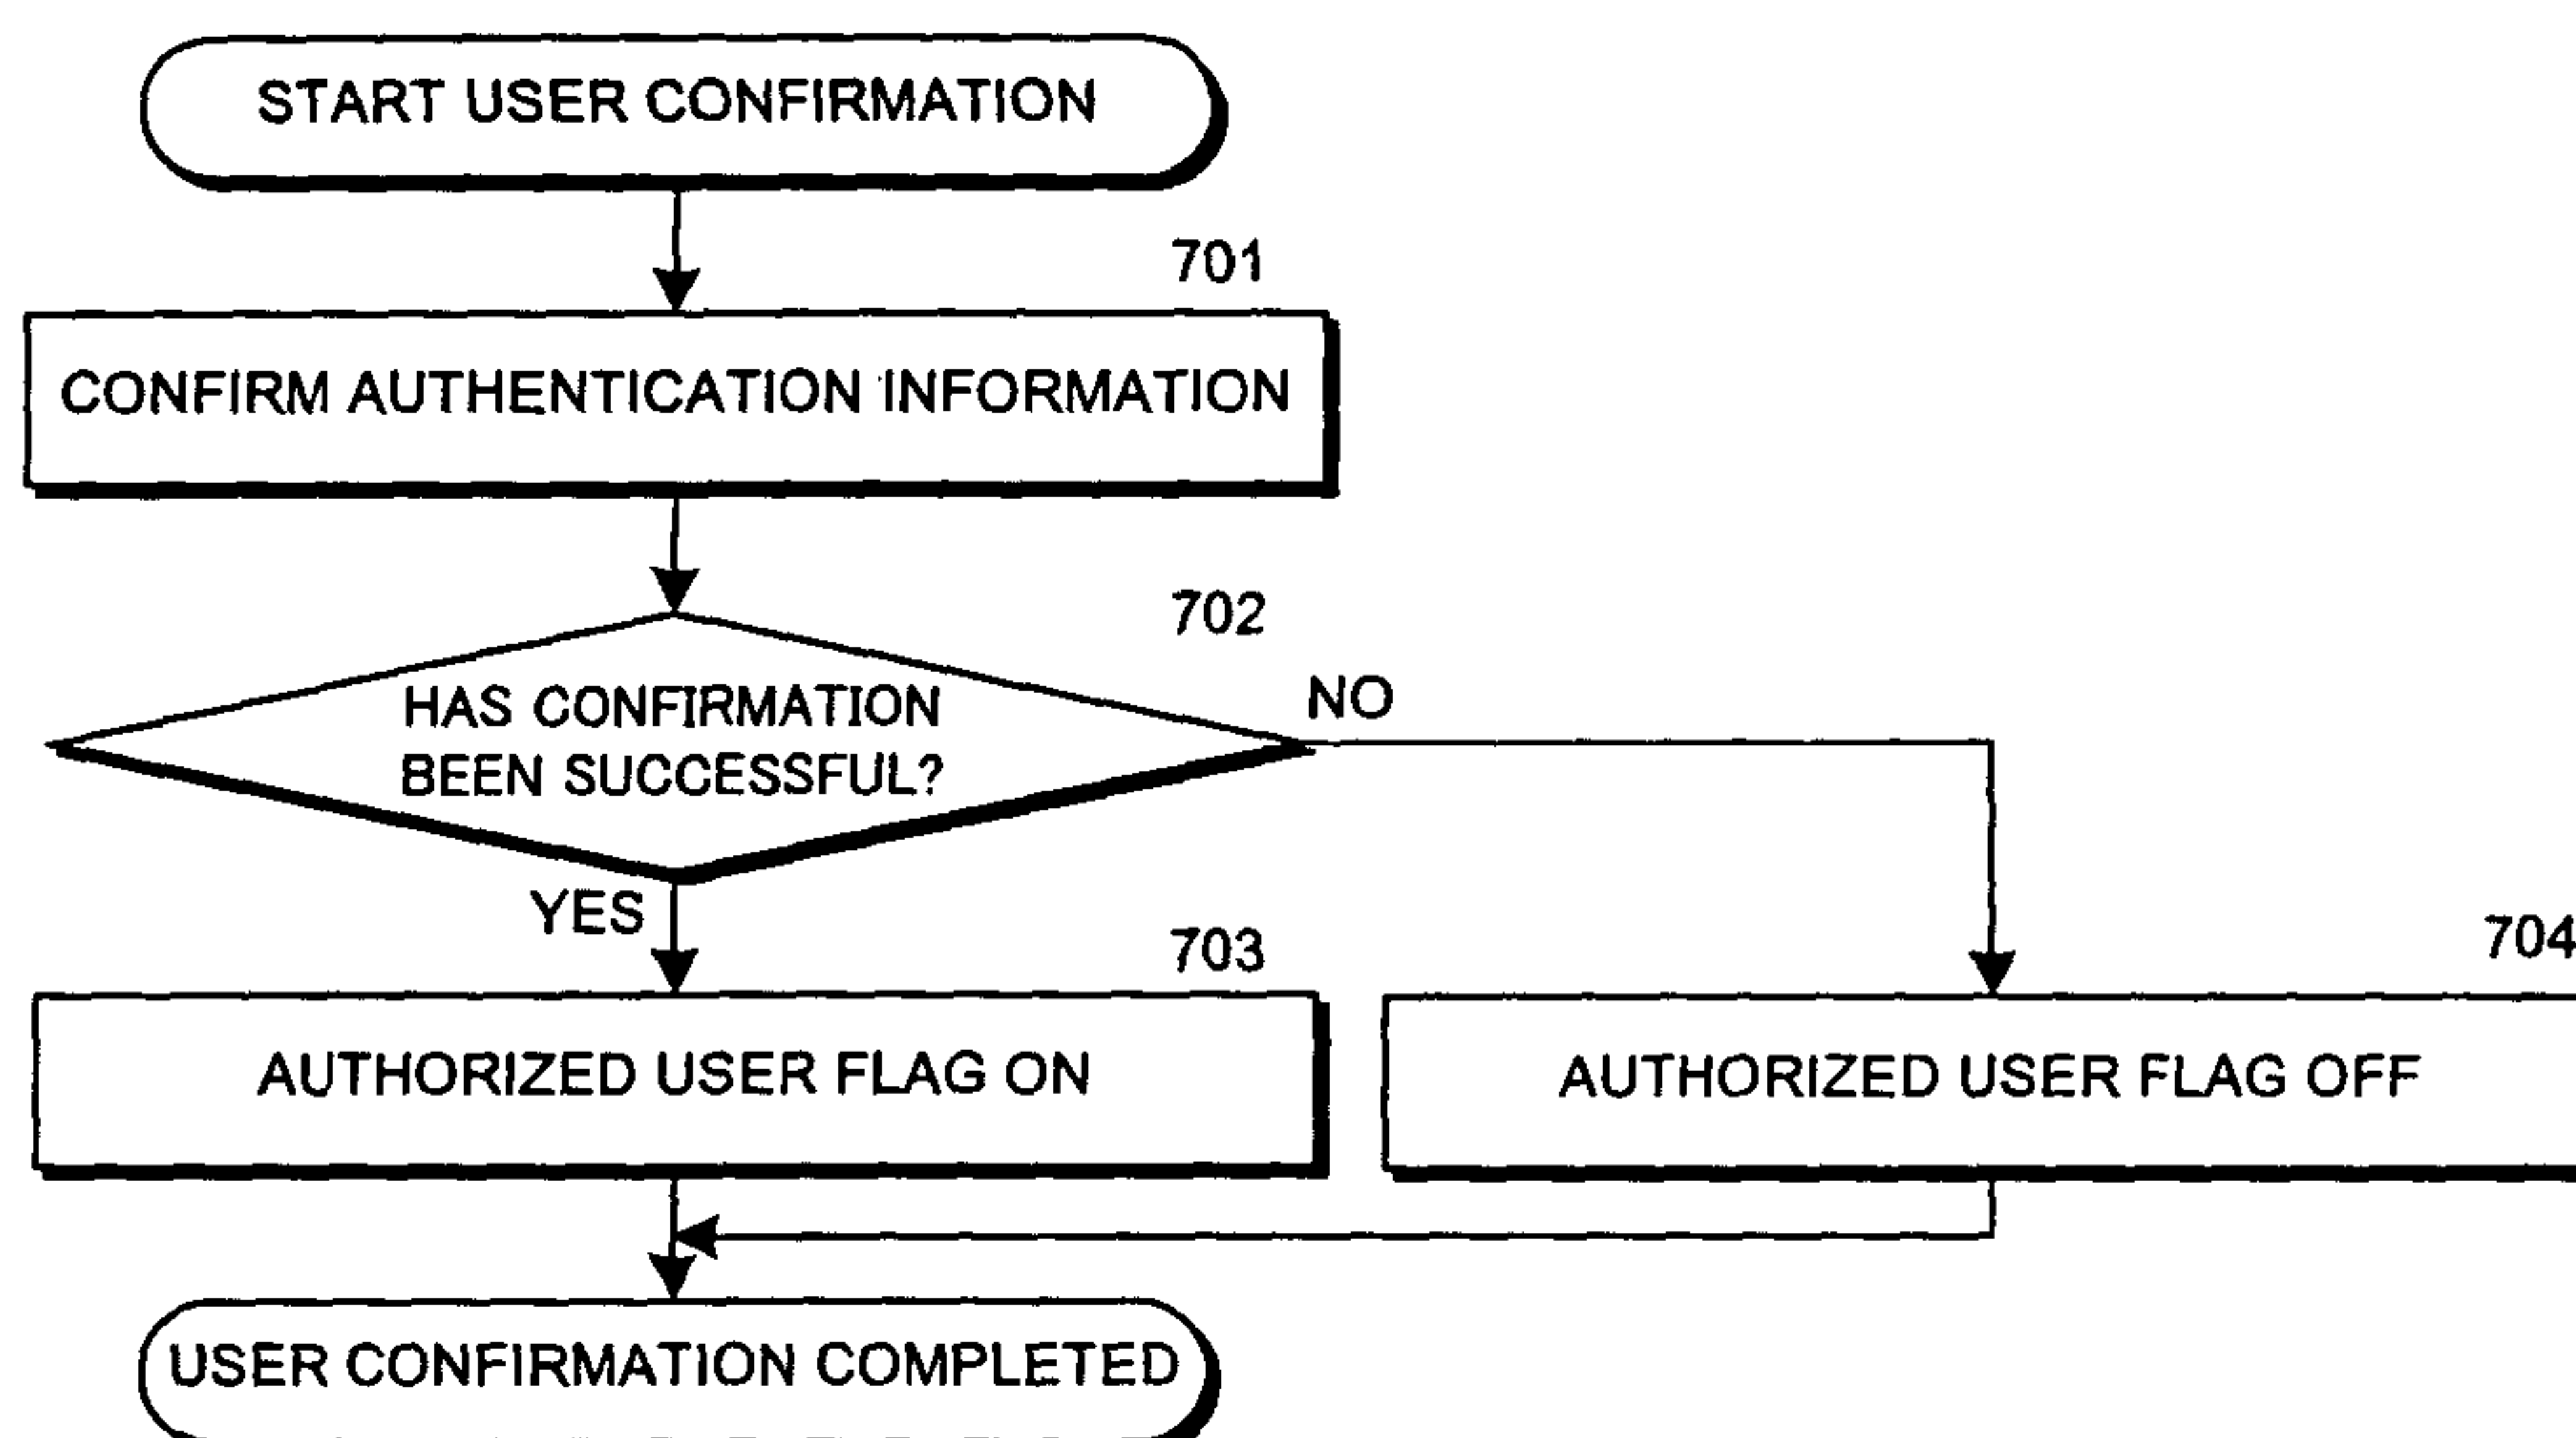 START USER CONFIRMATION
701
CONFIRM AUTHENTICATION INFORMATION
702
HAS CONFIRMATION
BEEN SUCCESSFUL?
NO
YES
703
704
AUTHORIZED USER FLAG ON
AUTHORIZED USER FLAG OFF
USER CONFIRMATION COMPLETED